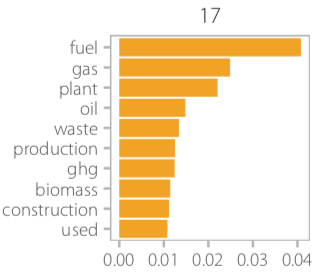 17
fuel
gas
plant
oil
waste
production
ghg
biomass
construction
used
0.00 0.01 0.02 0.03 0.04